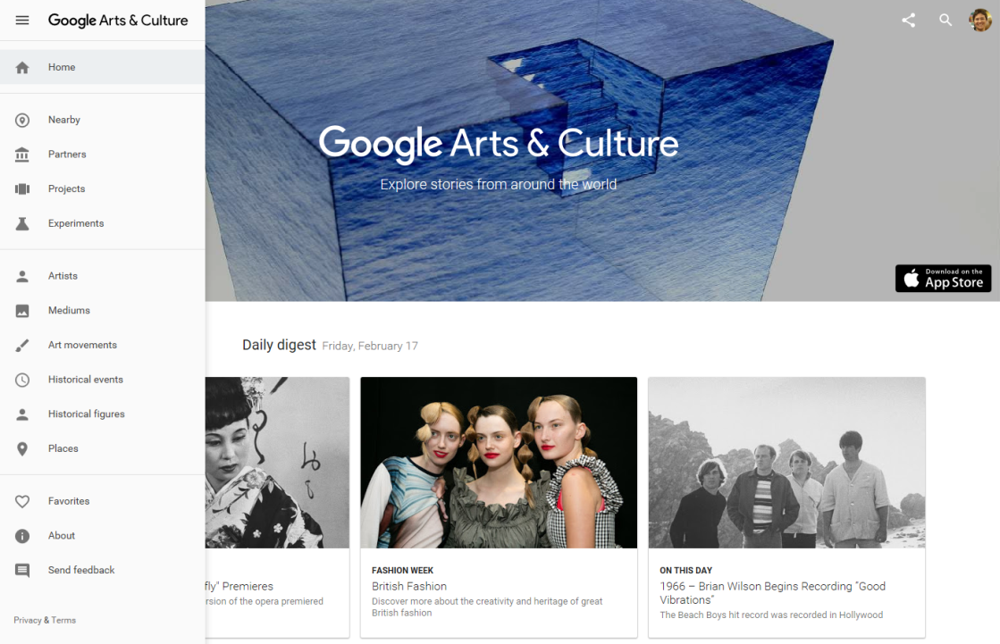 Google Arts & Culture
Home
Nearby
Partners
Projects
Experiments
Artists
Mediums
Art movements
Historical events
Historical figures
Places
Favorites
About
Send feedback
Privacy & Terms
Google Arts & Culture
Explore stories from around the world
Download on the
App Store
Daily digest Friday, February 17
fly" Premieres
rsion of the opera premiered
FASHION WEEK
British Fashion
Discover more about the creativity and heritage of great
British fashion
ON THIS DAY
1966 – Brian Wilson Begins Recording "Good
Vibrations"
The Beach Boys hit record was recorded in Hollywood